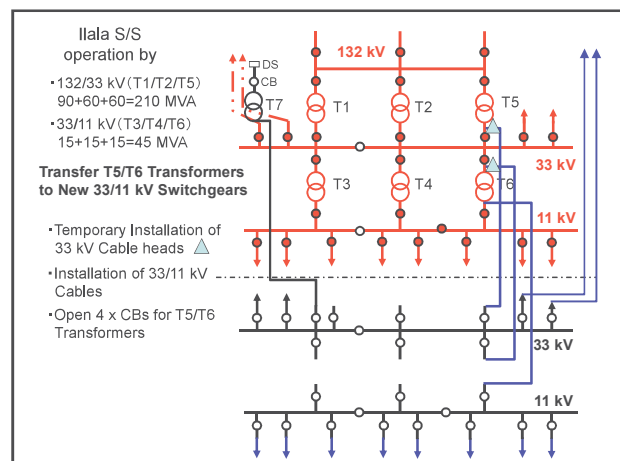 Ilala S/S
operation by
・132/33 kV(T1/T2/T5)
90+60+60=210 MVA
・33/11 kV(T3/T4/T6)
15+15+15=45 MVA
Transfer T5/T6 Transformers
to New 33/11 kV Switchgears
・Temporary Installation of
33 kV Cable heads
・Installation of 33/11 kV
Cables
・Open 4 x CBs for T5/T6
Transformers
DS
CB
T7
132 kV
T1
T2
T5
33 kV
T3
T4
T6
11 kV
33 kV
11 kV